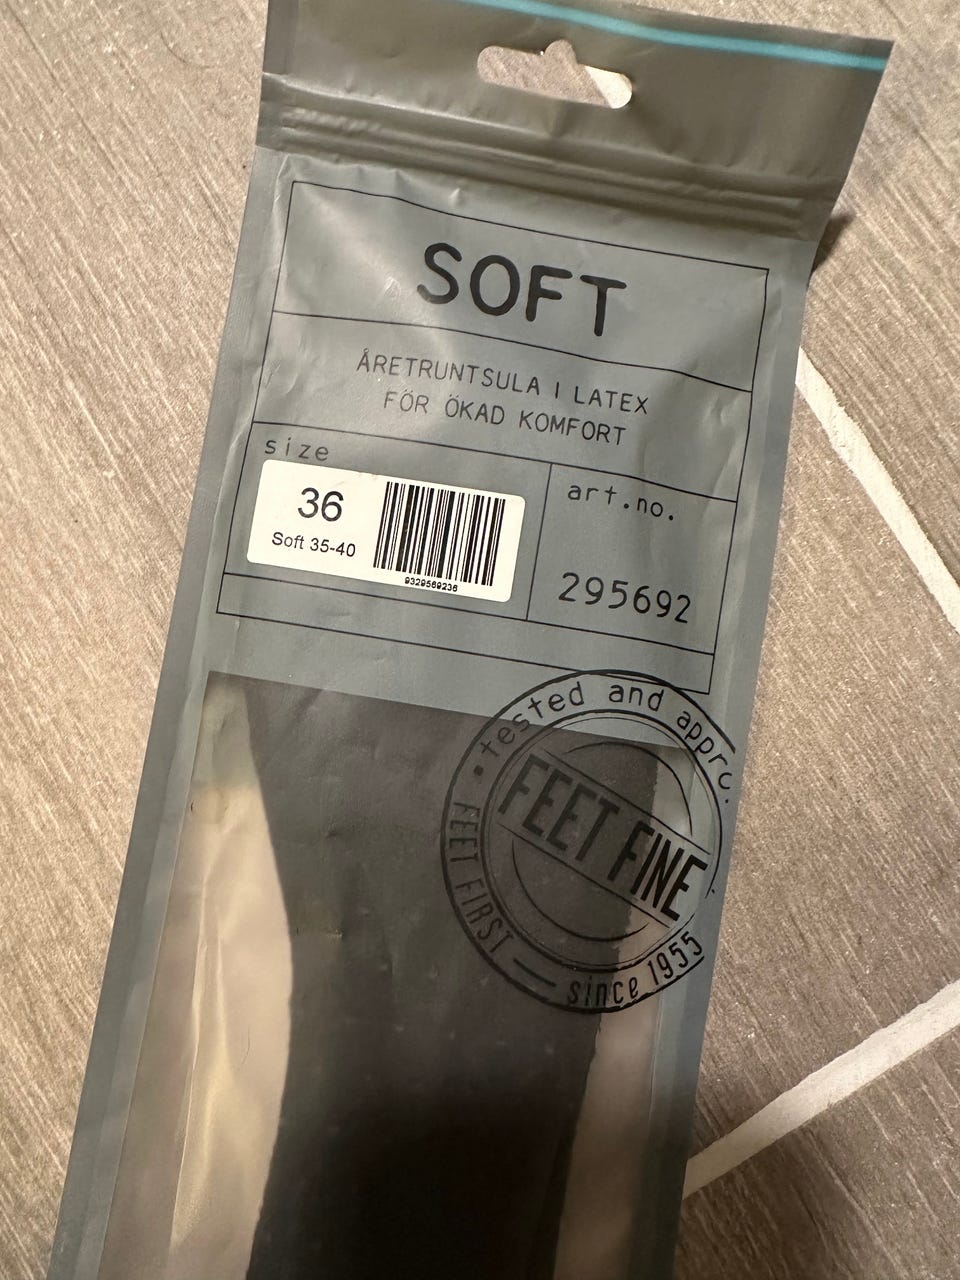 SOFT
ÅRETRUNTSULA I LATEX
FÖR ÖKAD KOMFORT
size
36
Soft 35-40
9329569236
art.no.
295692
tested and appro.
FEET FINE
FEET FIRST
since 1955